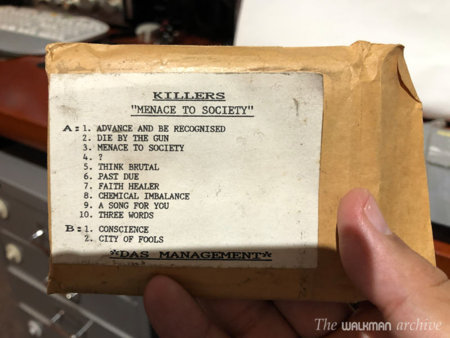 KILLERS
"MENACE TO SOCIETY"
A: 1. ADVANCE AND BE RECOGNISED
2. DIE BY THE GUN
3. MENACE TO SOCIETY
4. ?
5. THINK BRUTAL
6. PAST DUE
7. FAITH HEALER
8. CHEMICAL IMBALANCE
9. A SONG FOR YOU
10. THREE WORDS
B: 1. CONSCIENCE
2. CITY OF FOOLS
*DAS MANAGEMENT*
The WALKMAN archive